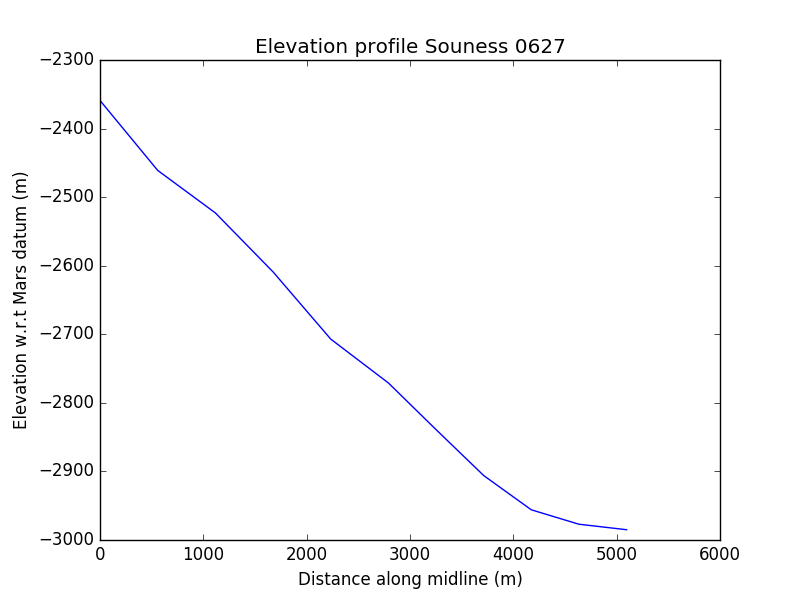 Elevation profile Souness 0627
−2300
−2400
−2500
−2600
−2700
−2800
−2900
−3000
Elevation w.r.t Mars datum (m)
0 1000 2000 3000 4000 5000 6000
Distance along midline (m)